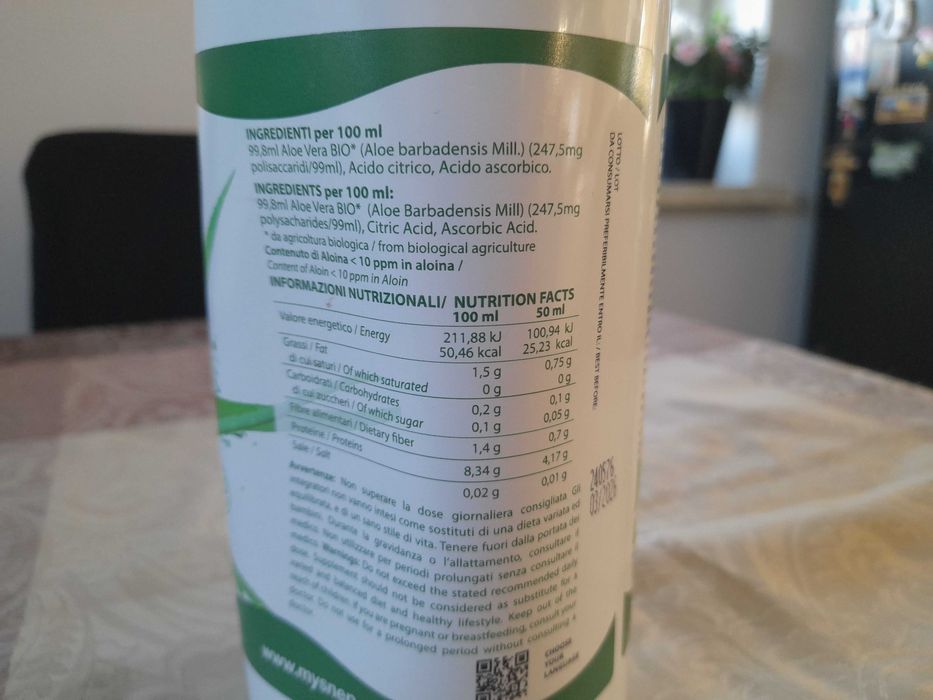 INGREDIENTI per 100 ml
99,8ml Aloe Vera BIO* (Aloe barbadensis Mill.) (247,5mg
polisaccaridi/99ml), Acido citrico, Acido ascorbico.
INGREDIENTS per 100 ml:
99,8ml Aloe Vera BIO* (Aloe Barbadensis Mill) (247,5mg
polysacharides/99ml), Citric Acid, Ascorbic Acid.
* da agricoltura biologica / from biological agriculture
Contenuto di Aloina < 10 ppm in aloina /
Content of Aloin < 10 ppm in Aloin
INFORMAZIONI NUTRIZIONALI/ NUTRITION FACTS
100 ml 50 ml
Valore energetico / Energy 211,88 kJ 100,94 kJ
50,46 kcal 25,23 kcal
Grassi / Fat 1,5 g 0,75 g
di cui saturi / Of which saturated 0 g 0 g
Carboidrati / Carbohydrates 0,2 g 0,1 g
di cui zuccheri / Of which sugar 0,1 g 0,05 g
Fibre alimentari / Dietary fiber 1,4 g 0,7 g
Proteine / Proteins 8,34 g 4,17 g
Sale / Salt 0,02 g 0,01 g
Avvertenze: Non superare la dose giornaliera consigliata Gli
integratori non vanno intesi come sostituti di una dieta variata ed
equilibrata, e di un sano stile di vita. Tenere fuori dalla portata dei
bambini. Durante la gravidanza o l'allattamento, consultare il
medico. Non utilizzare per periodi prolungati senza consultare il
medico. Warnings: Do not exceed the stated recommended daily
dose. Supplement should not be considered as substitute for a
varied and balanced diet and healthy lifestyle. Keep out of the
reach of children. If you are pregnant or breastfeeding, consult your
doctor. Do not use for a prolonged period without consulting a
doctor.
www.mysnep
CHOOSE
YOUR
LANGUAGE
LOTTO / LOT
DA CONSUMARSI PREFERIBILMENTE ENTRO IL: / BEST BEFORE:
240576
03/2026